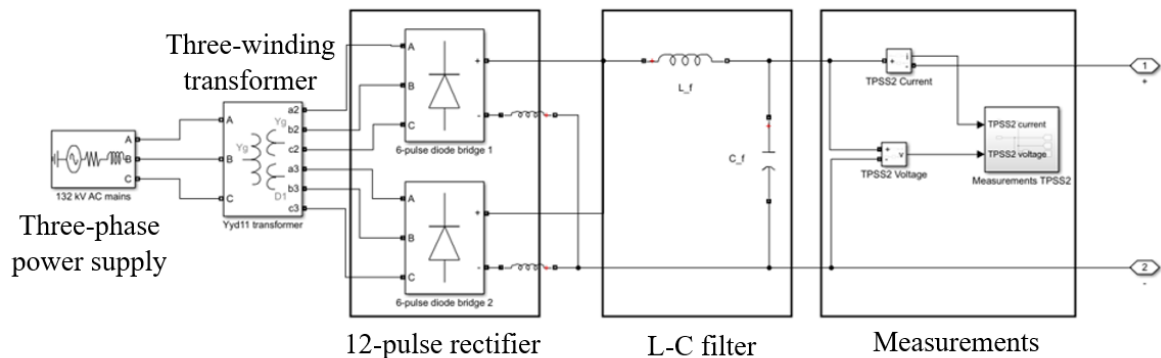 Three-winding
transformer
Three-phase
power supply
A
B
C
132 kV AC mains
A
B
C
Yg
Yg
D1
a2
b2
c2
a3
b3
c3
Yyd11 transformer
A
B
C
+
-
6-pulse diode bridge 1
A
B
C
+
-
6-pulse diode bridge 2
12-pulse rectifier
L_f
C_f
L-C filter
+
i
-
TPSS2 Current
+
-
v
TPSS2 Voltage
TPSS2 current
TPSS2 voltage
Measurements TPSS2
Measurements
1
+
2
-